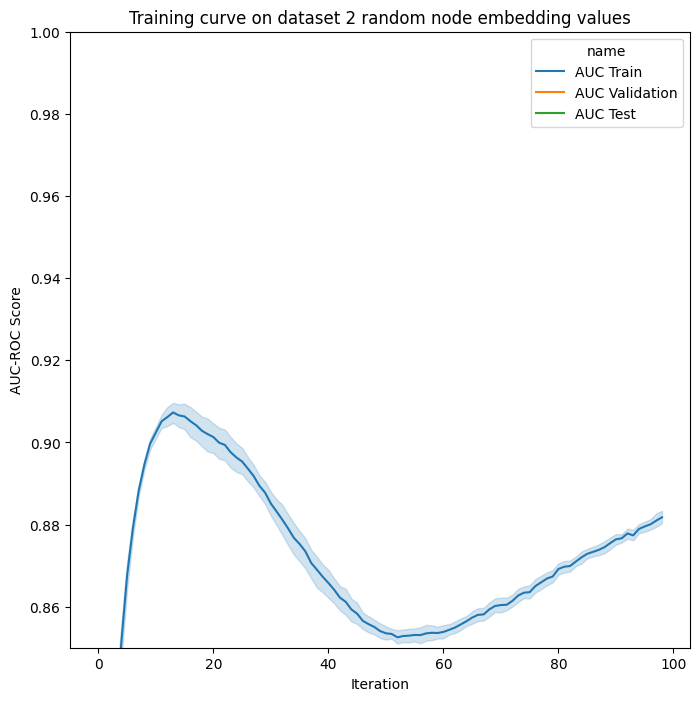 Training curve on dataset 2 random node embedding values
name
AUC Train
AUC Validation
AUC Test
1.00
0.98
0.96
0.94
0.92
0.90
0.88
0.86
AUC-ROC Score
0 20 40 60 80 100
Iteration